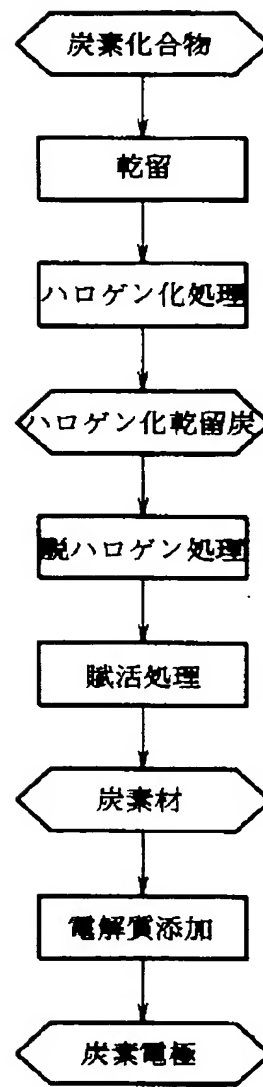 炭素化合物
乾留
ハロゲン化処理
ハロゲン化乾留炭
脱ハロゲン処理
賦活処理
炭素材
電解質添加
炭素電極